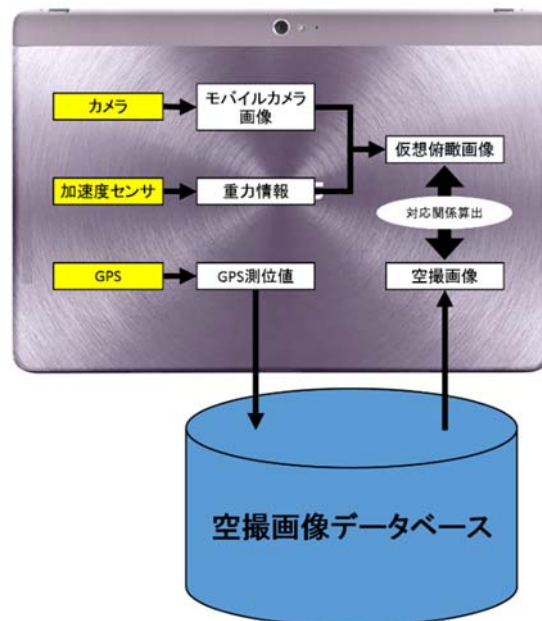 カメラ
モバイルカメラ
画像
仮想俯瞰画像
加速度センサ
重力情報
対応関係算出
GPS
GPS測位値
空撮画像
空撮画像データベース